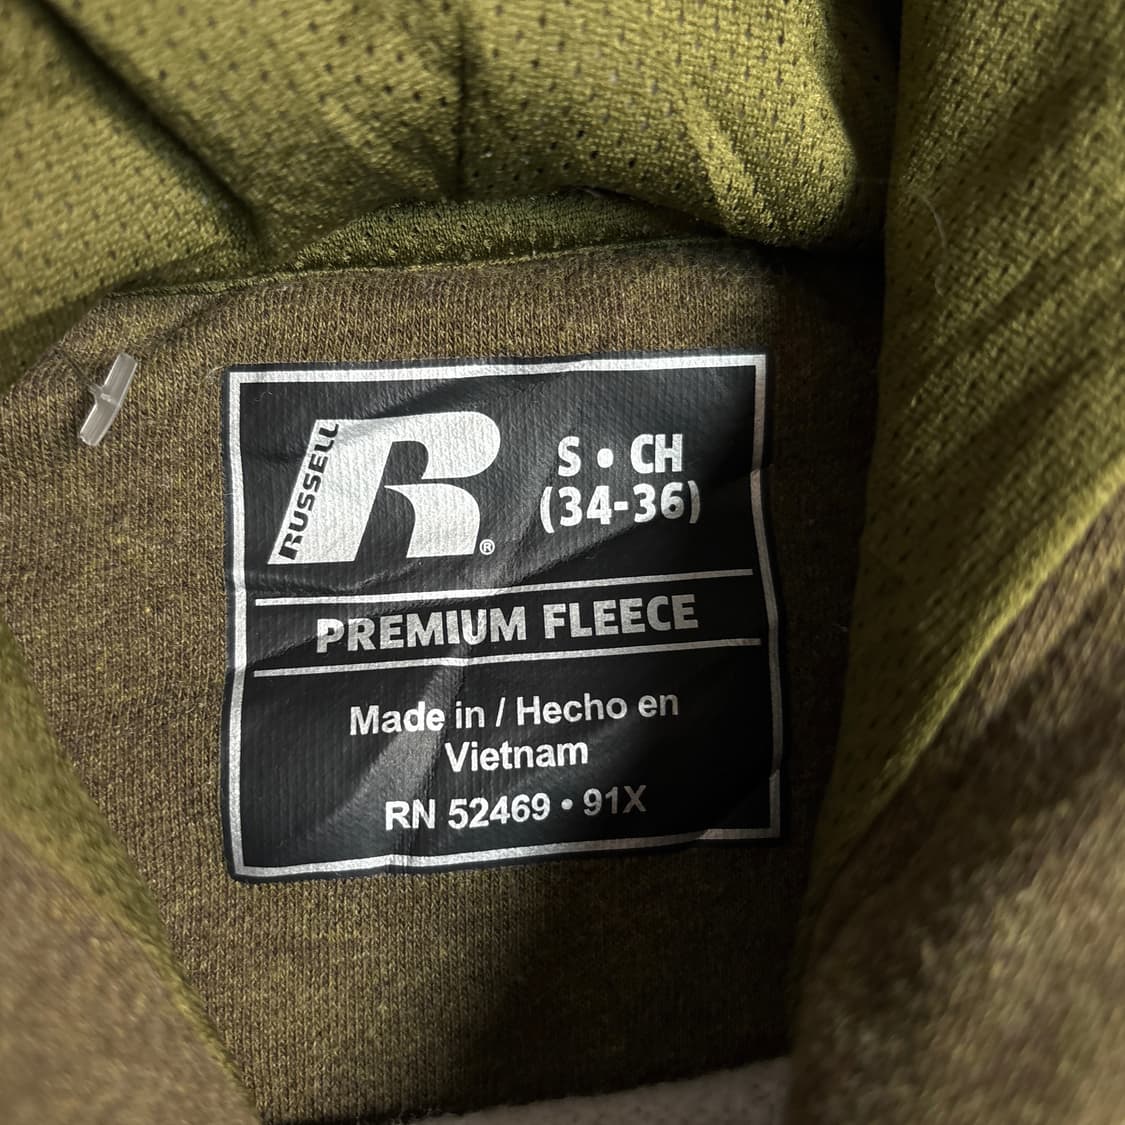 RUSSELL
R®
S • CH
(34-36)
PREMIUM FLEECE
Made in / Hecho en
Vietnam
RN 52469 • 91X